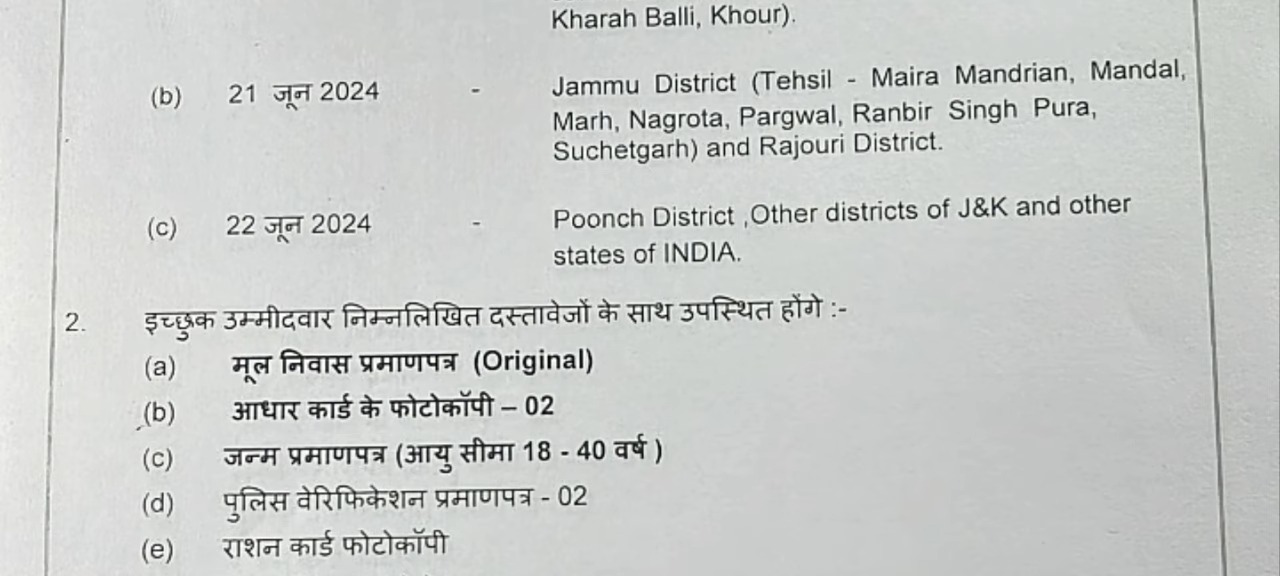 Kharah Balli, Khour).
(b) 21 जून 2024 - Jammu District (Tehsil - Maira Mandrian, Mandal,
Marh, Nagrota, Pargwal, Ranbir Singh Pura,
Suchetgarh) and Rajouri District.
(c) 22 जून 2024 - Poonch District ,Other districts of J&K and other
states of INDIA.
2. इच्छुक उम्मीदवार निम्नलिखित दस्तावेजों के साथ उपस्थित होंगे :-
(a) मूल निवास प्रमाणपत्र (Original)
(b) आधार कार्ड के फोटोकॉपी – 02
(c) जन्म प्रमाणपत्र (आयु सीमा 18 - 40 वर्ष )
(d) पुलिस वेरिफिकेशन प्रमाणपत्र - 02
(e) राशन कार्ड फोटोकॉपी